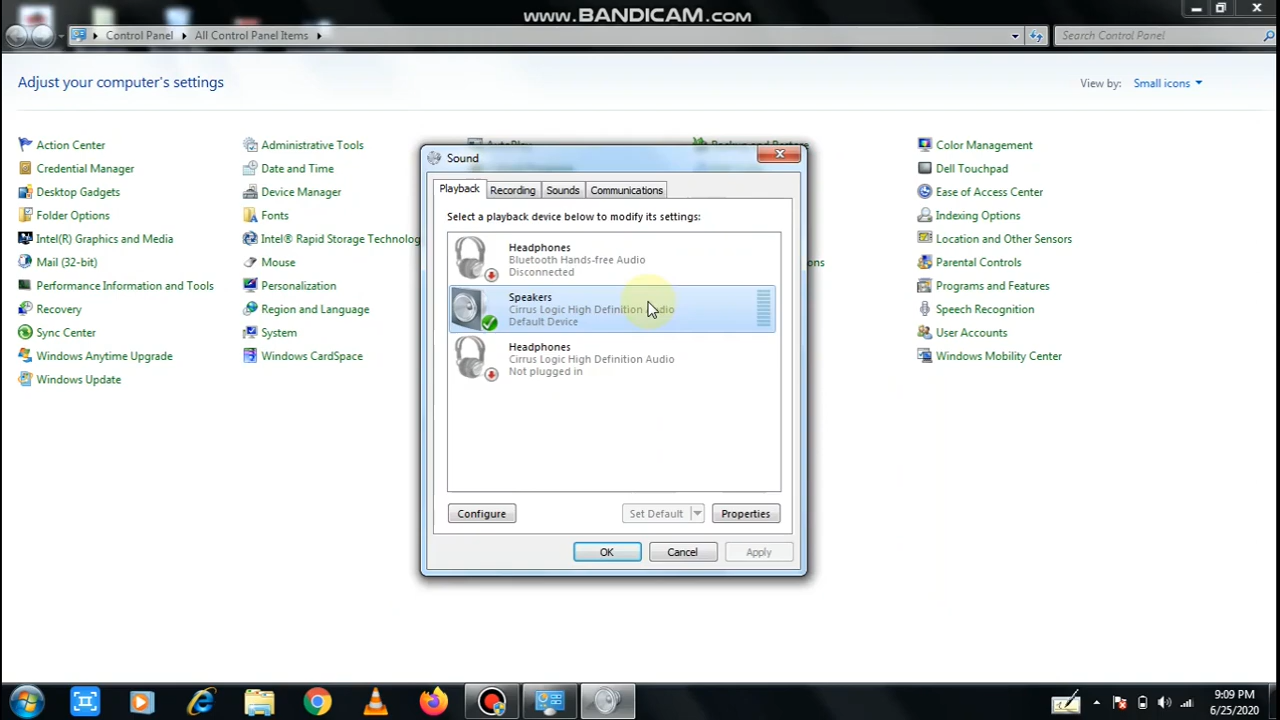 www.BANDICAM.com
Control Panel
All Control Panel Items
Search Control Panel
Adjust your computer's settings
View by:
Small icons
Action Center
Administrative Tools
Color Management
Credential Manager
Date and Time
Dell Touchpad
Desktop Gadgets
Device Manager
Ease of Access Center
Folder Options
Fonts
Indexing Options
Intel(R) Graphics and Media
Intel® Rapid Storage Technolog
Location and Other Sensors
Mail (32-bit)
Mouse
Parental Controls
Performance Information and Tools
Personalization
Programs and Features
Recovery
Region and Language
Speech Recognition
Sync Center
System
User Accounts
Windows Anytime Upgrade
Windows CardSpace
Windows Mobility Center
Windows Update
Sound
Playback
Recording
Sounds
Communications
Select a playback device below to modify its settings:
Headphones
Bluetooth Hands-free Audio
Disconnected
Speakers
Cirrus Logic High Definition Audio
Default Device
Headphones
Cirrus Logic High Definition Audio
Not plugged in
Configure
Set Default
Properties
OK
Cancel
Apply
9:09 PM
6/25/2020